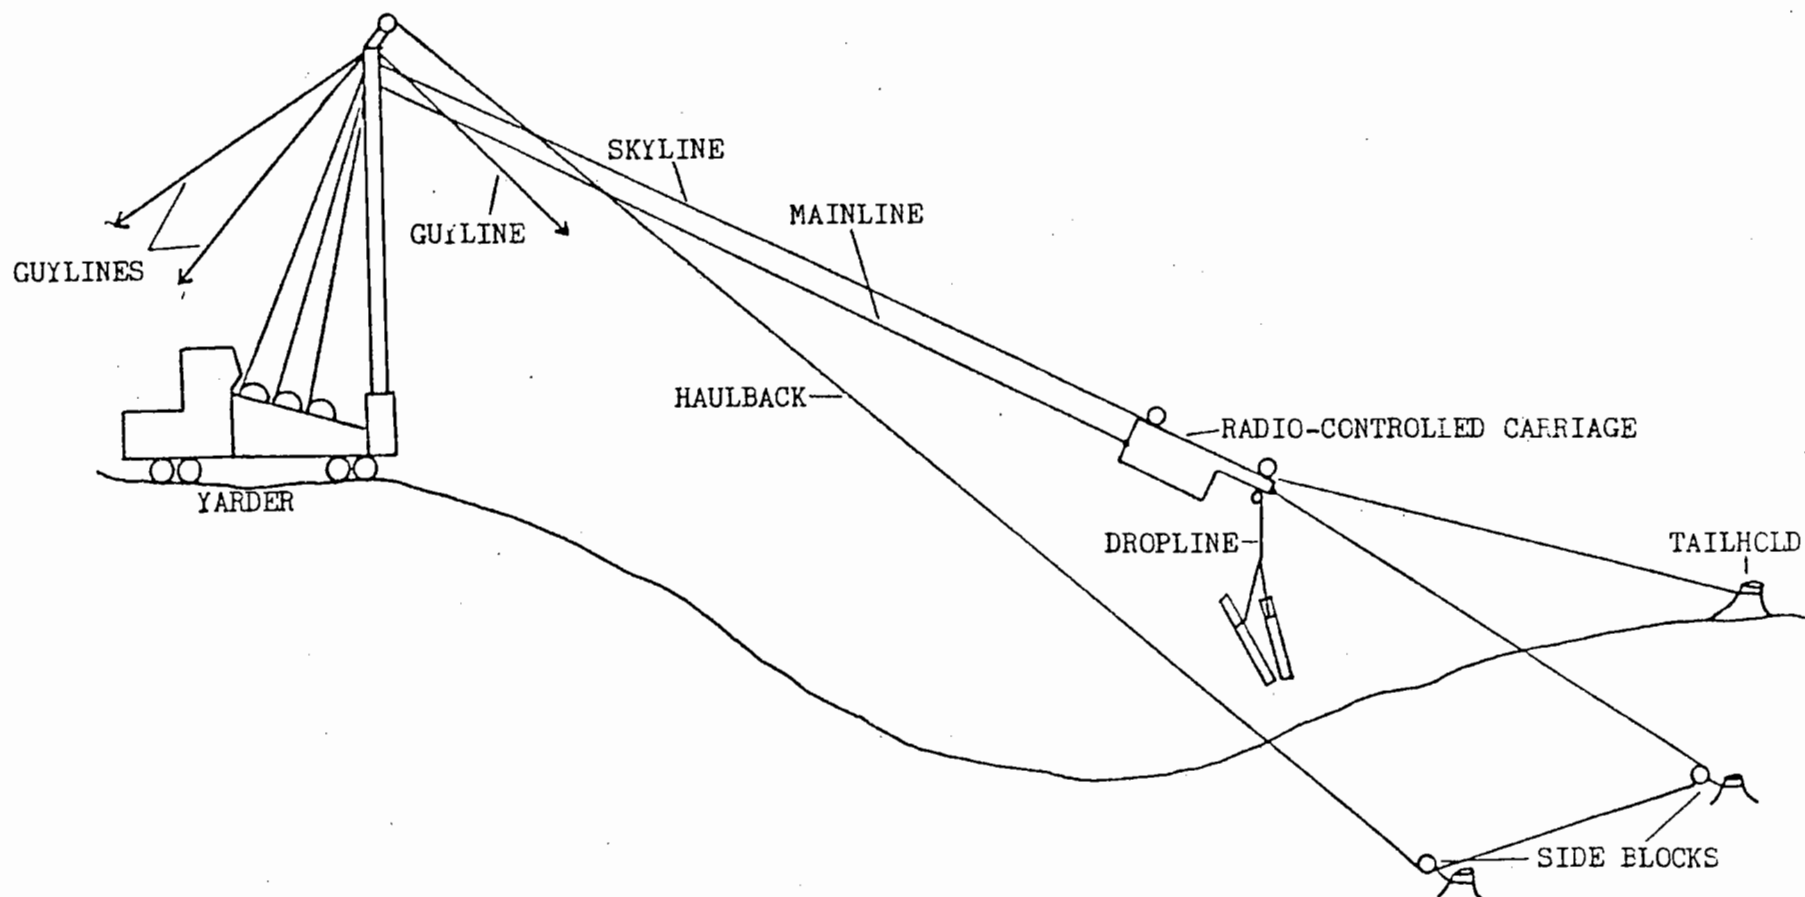 SKYLINE
MAINLINE
GUYLINE
GUYLINES
HAULBACK
RADIO-CONTROLLED CARRIAGE
YARDER
DROPLINE
TAILHOLD
SIDE BLOCKS